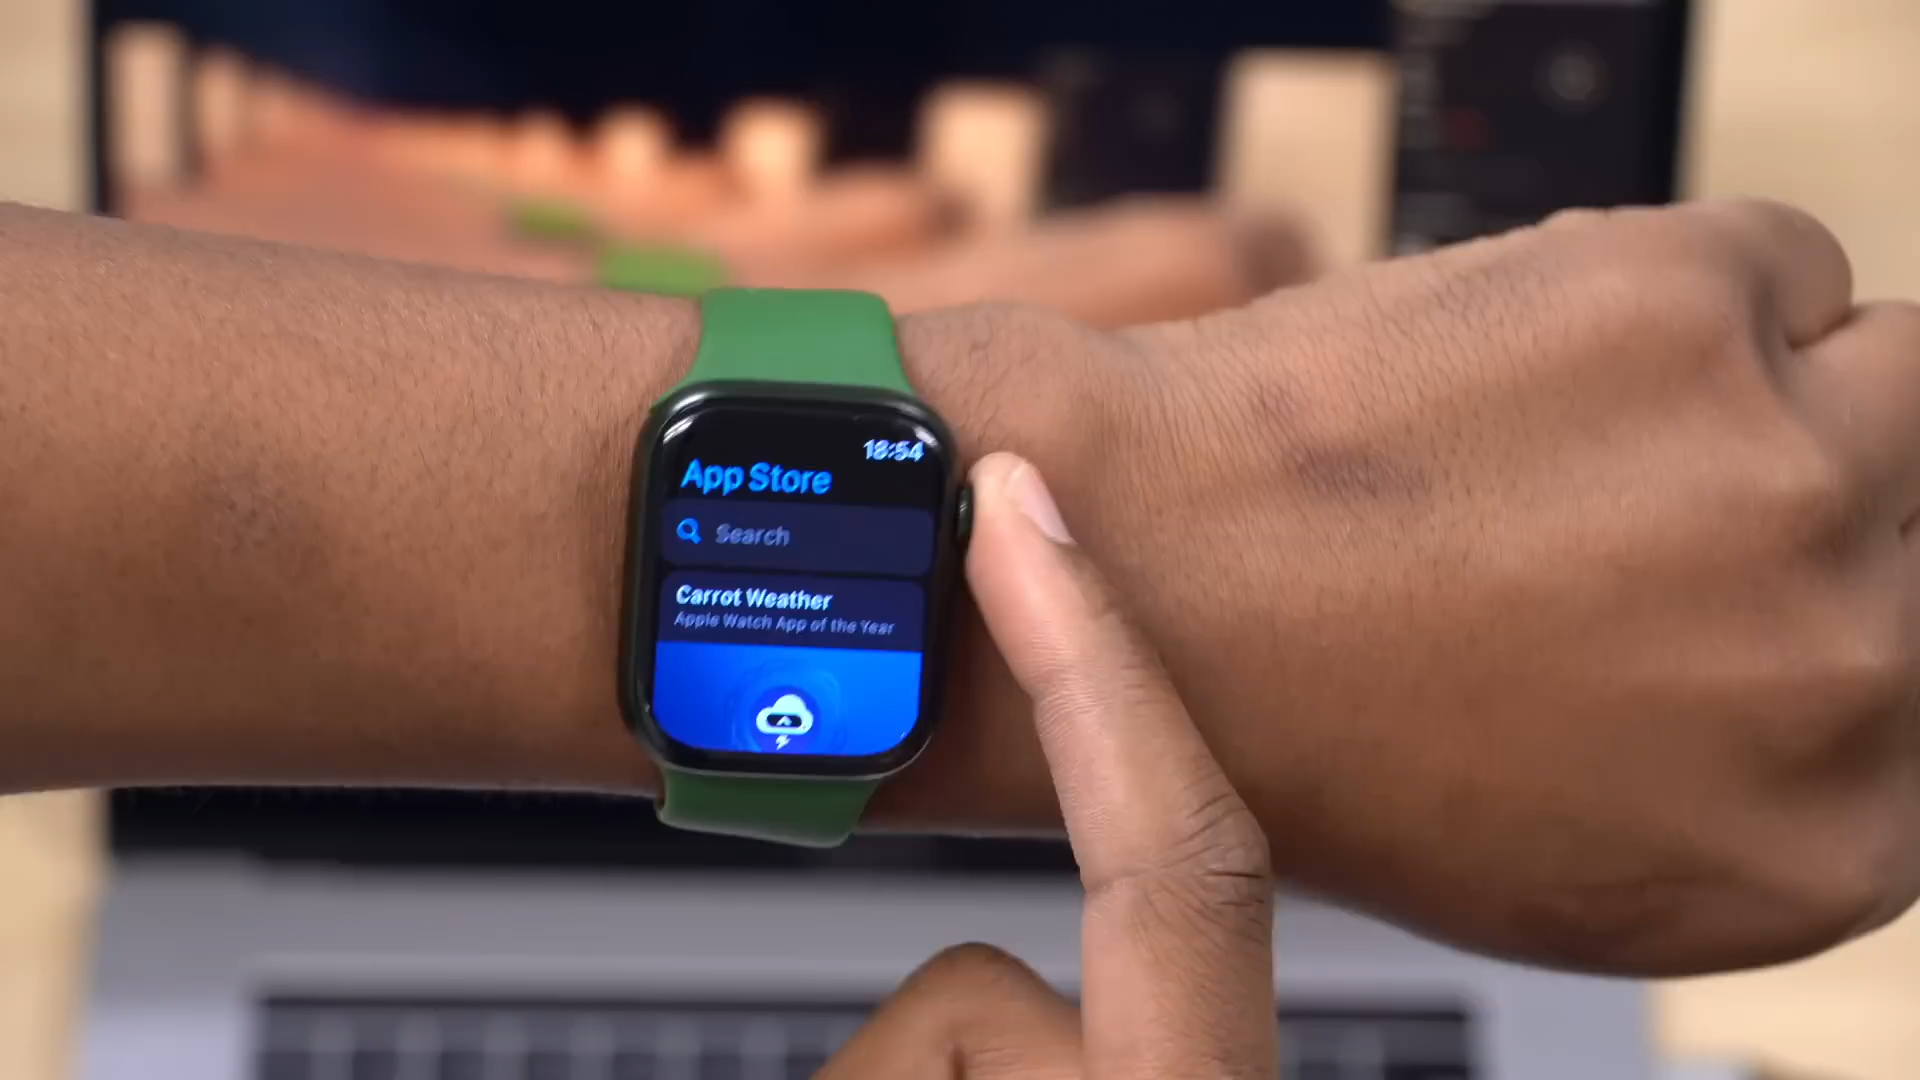 18:54
App Store
Search
Carrot Weather
Apple Watch App of the Year